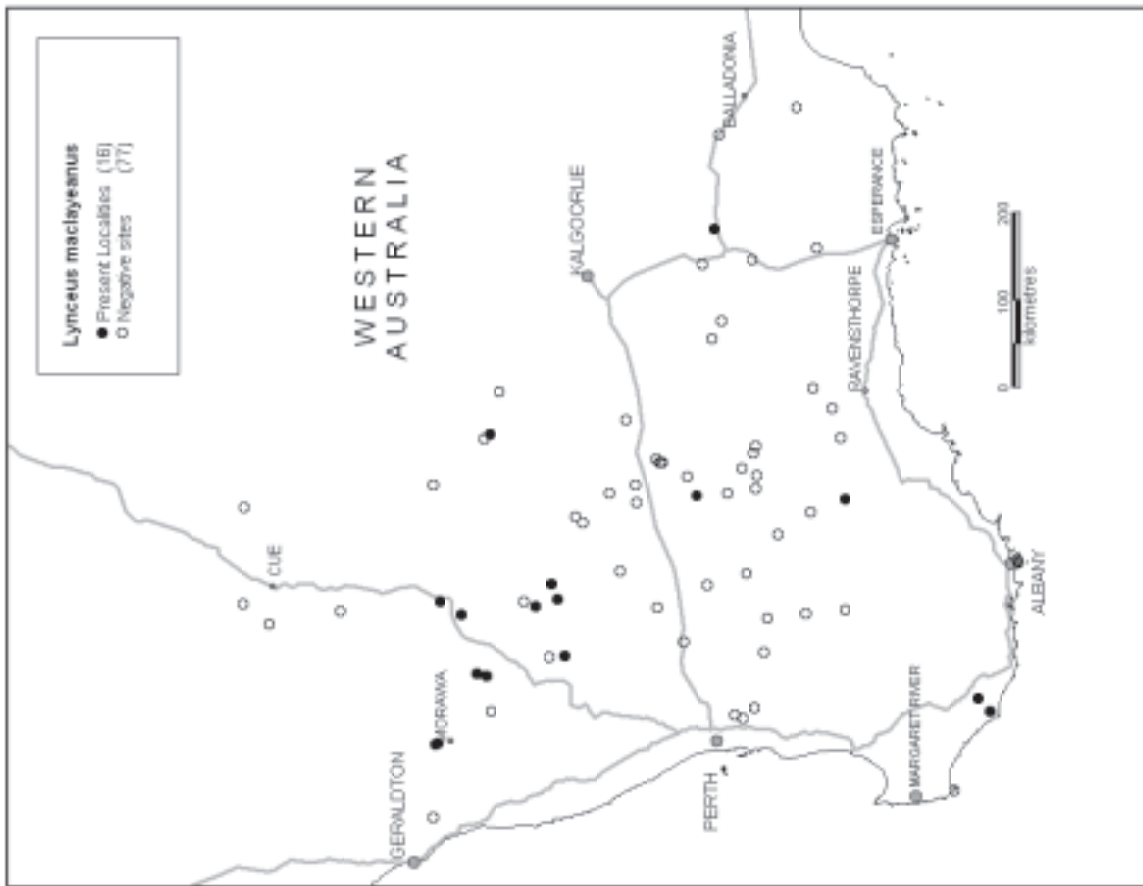 Lynceus maclayeanus
● Present Localities (16)
○ Negative sites (77)
WESTERN
AUSTRALIA
CUE
MORAWA
GERALDTON
KALGOORLIE
BALLADONIA
PERTH
ESPERANCE
RAVENSTHORPE
MARGARET RIVER
ALBANY
0 100 200
kilometres